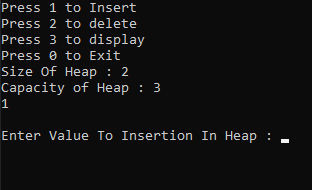 Press 1 to Insert
Press 2 to delete
Press 3 to display
Press 0 to Exit
Size Of Heap : 2
Capacity of Heap : 3
1
Enter Value To Insertion In Heap :